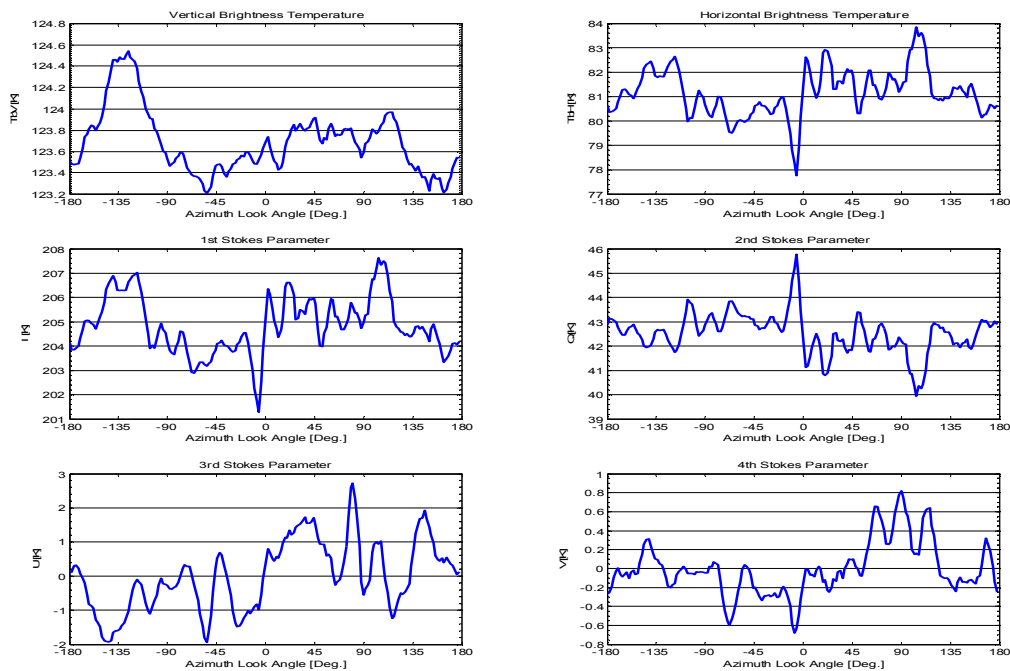 Vertical Brightness Temperature
124.8
124.6
124.4
124.2
124
123.8
123.6
123.4
123.2
TbV[K]
-180 -135 -90 -45 0 45 90 135 180
Azimuth Look Angle [Deg.]
Horizontal Brightness Temperature
84
83
82
81
80
79
78
77
TbH[K]
-180 -135 -90 -45 0 45 90 135 180
Azimuth Look Angle [Deg.]
1st Stokes Parameter
208
207
206
205
204
203
202
201
I [K]
-180 -135 -90 -45 0 45 90 135 180
Azimuth Look Angle [Deg.]
2nd Stokes Parameter
46
45
44
43
42
41
40
39
Q[K]
-180 -135 -90 -45 0 45 90 135 180
Azimuth Look Angle [Deg.]
3rd Stokes Parameter
3
2
1
0
-1
-2
U[K]
-180 -135 -90 -45 0 45 90 135 180
Azimuth Look Angle [Deg.]
4th Stokes Parameter
1
0.8
0.6
0.4
0.2
0
-0.2
-0.4
-0.6
-0.8
V[K]
-180 -135 -90 -45 0 45 90 135 180
Azimuth Look Angle [Deg.]